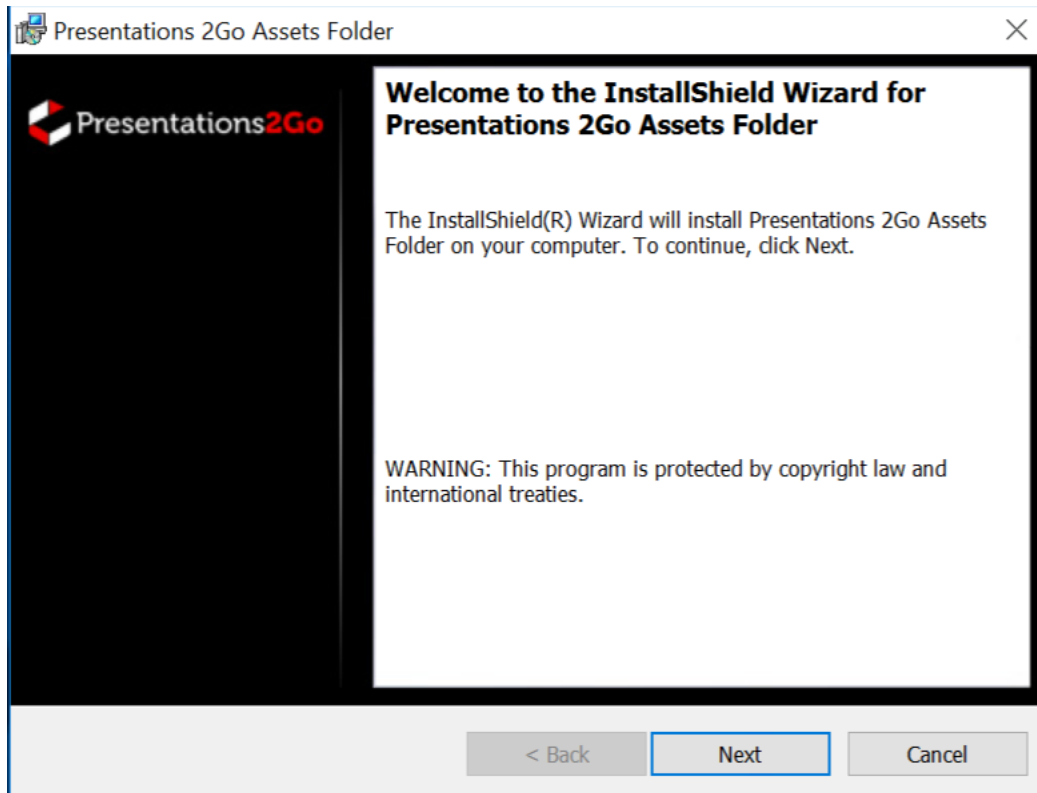 Presentations 2Go Assets Folder
Presentations2Go
Welcome to the InstallShield Wizard for
Presentations 2Go Assets Folder
The InstallShield(R) Wizard will install Presentations 2Go Assets
Folder on your computer. To continue, click Next.
WARNING: This program is protected by copyright law and
international treaties.
< Back
Next
Cancel